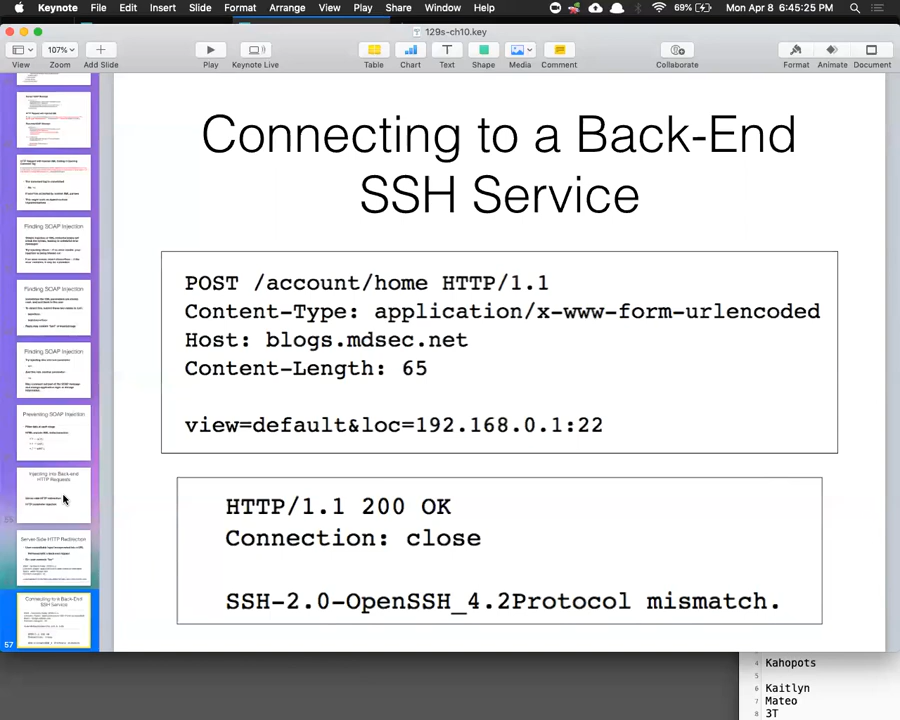 Keynote File Edit Insert Slide Format Arrange View Play Share Window Help 69% Mon Apr 8 6:45:25 PM
129s-ch10.key
107%
View Zoom Add Slide Play Keynote Live Table Chart Text Shape Media Comment Collaborate Format Animate Document
Finding SOAP Injection
Finding SOAP Injection
Finding SOAP Injection
Preventing SOAP Injection
Injecting into Back-end
HTTP Requests
Server-Side HTTP Redirection
Connecting to a Back-End
SSH Service
57
Connecting to a Back-End
SSH Service
POST /account/home HTTP/1.1
Content-Type: application/x-www-form-urlencoded
Host: blogs.mdsec.net
Content-Length: 65
view=default&loc=192.168.0.1:22
HTTP/1.1 200 OK
Connection: close
SSH-2.0-OpenSSH_4.2Protocol mismatch.
4 Kahopots
5
6 Kaitlyn
7 Mateo
8 3T